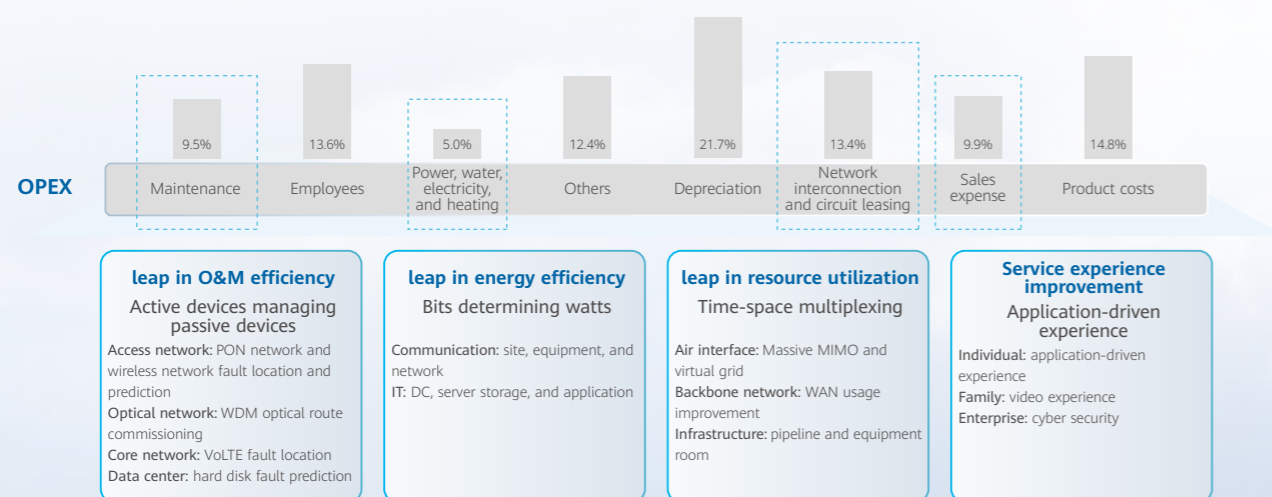 9.5%
13.6%
5.0%
12.4%
21.7%
13.4%
9.9%
14.8%
OPEX
Maintenance
Employees
Power, water,
electricity,
and heating
Others
Depreciation
Network
interconnection
and circuit leasing
Sales
expense
Product costs
leap in O&M efficiency
Active devices managing
passive devices
Access network: PON network and
wireless network fault location and
prediction
Optical network: WDM optical route
commissioning
Core network: VoLTE fault location
Data center: hard disk fault prediction
leap in energy efficiency
Bits determining watts
Communication: site, equipment, and
network
IT: DC, server storage, and application
leap in resource utilization
Time-space multiplexing
Air interface: Massive MIMO and
virtual grid
Backbone network: WAN usage
improvement
Infrastructure: pipeline and equipment
room
Service experience
improvement
Application-driven
experience
Individual: application-driven
experience
Family: video experience
Enterprise: cyber security